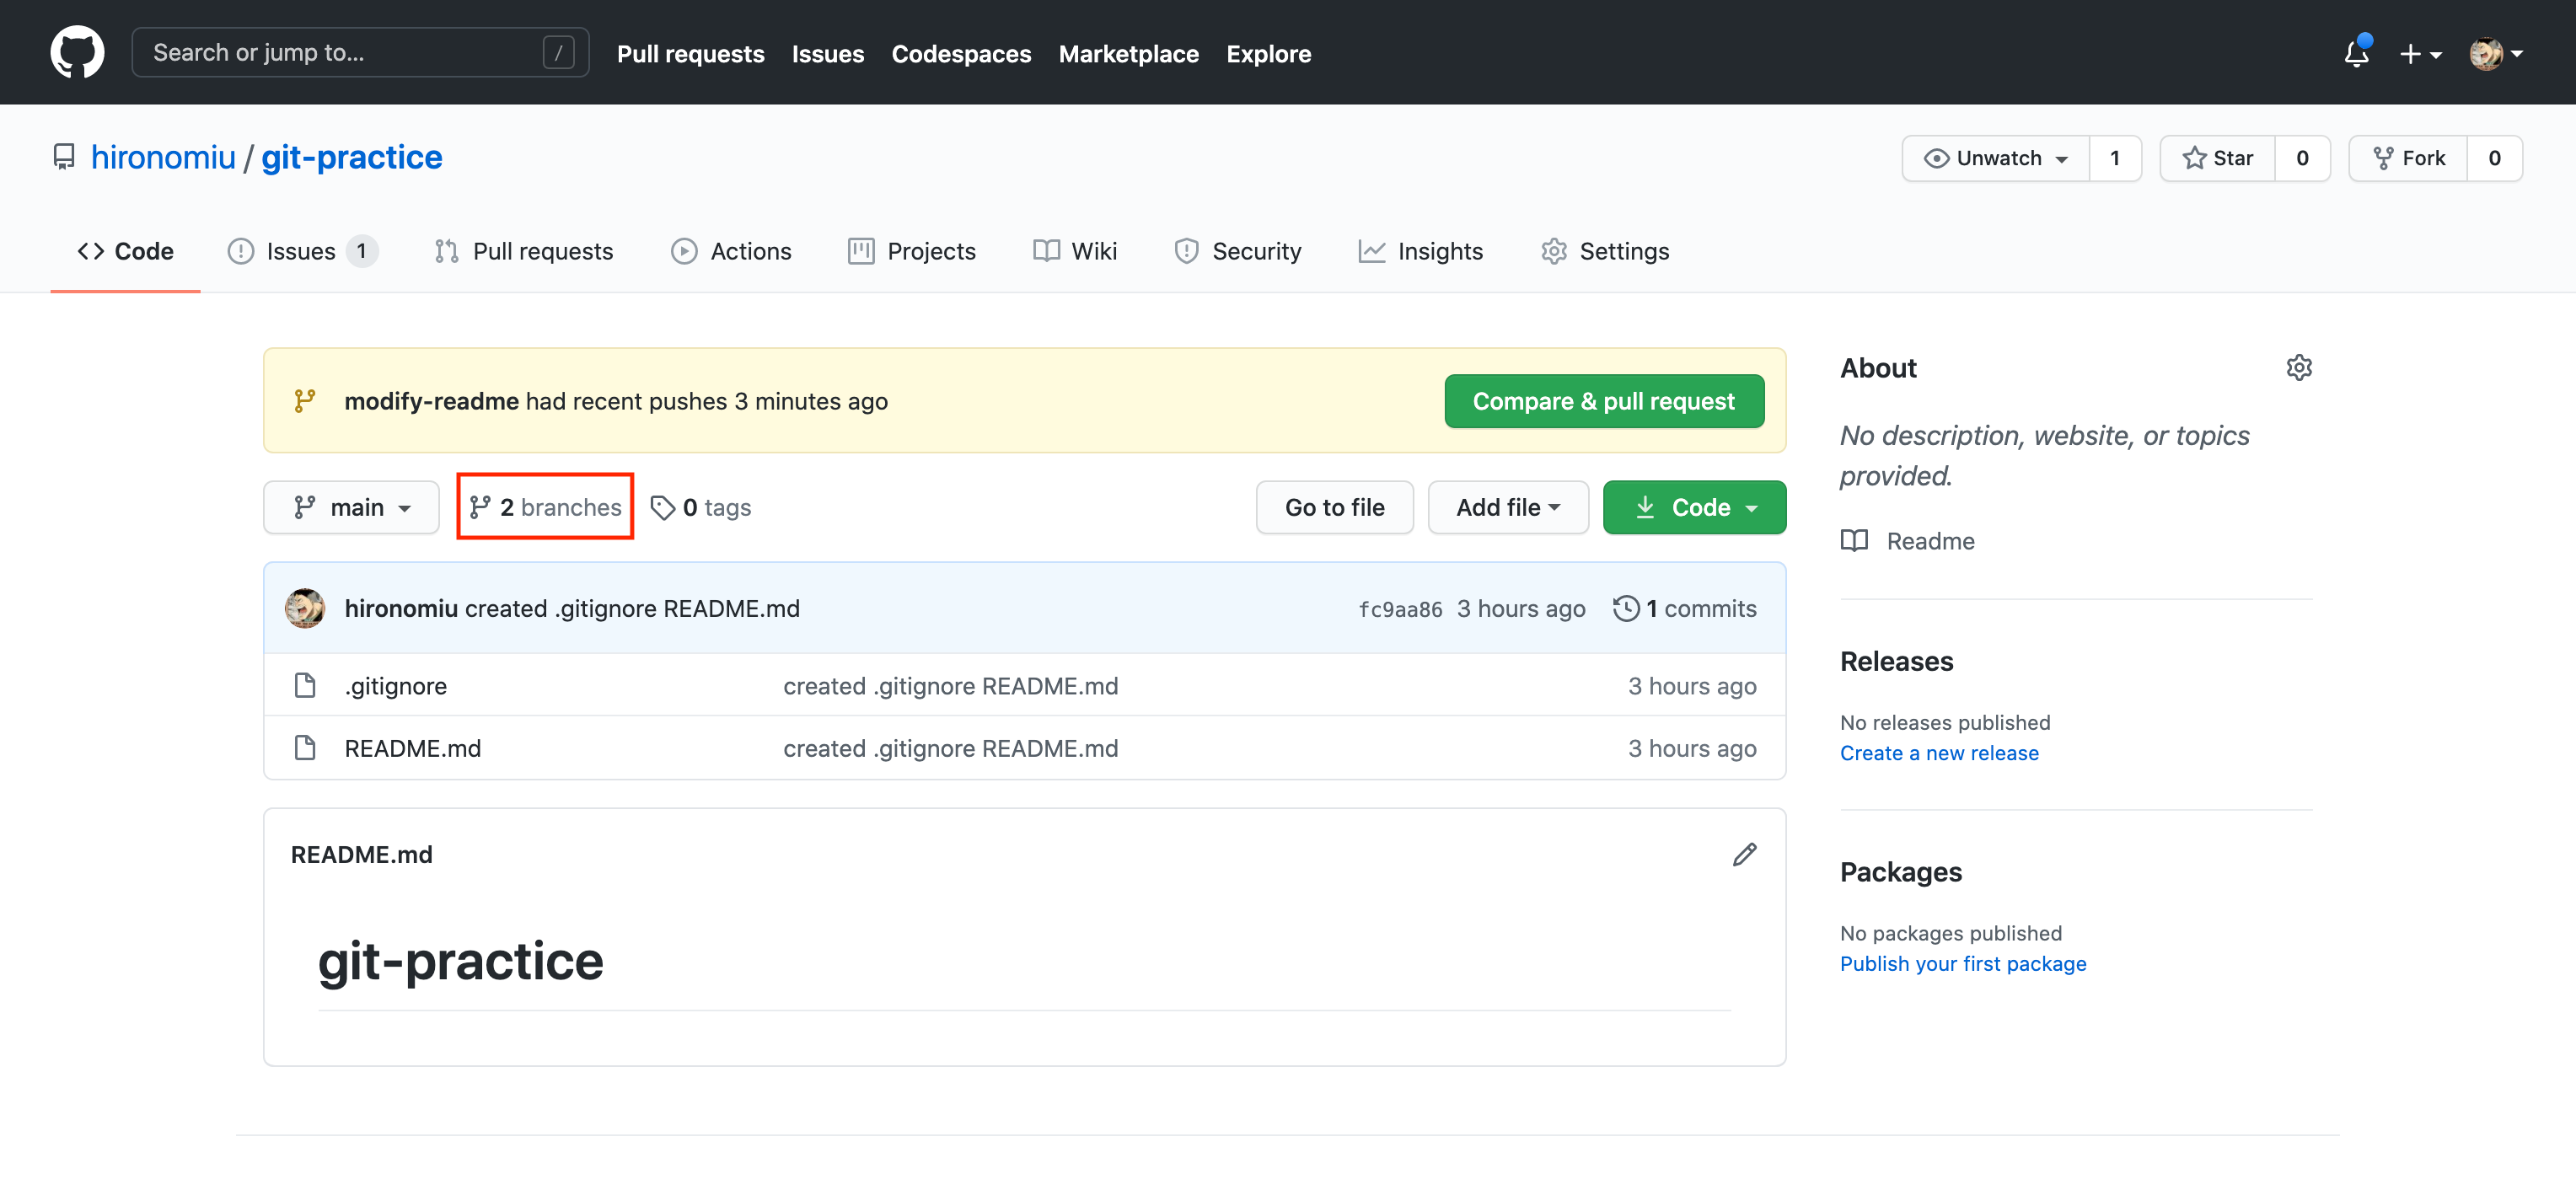 Search or jump to... /
Pull requests Issues Codespaces Marketplace Explore
hironomiu / git-practice
Unwatch 1 Star 0 Fork 0
Code Issues 1 Pull requests Actions Projects Wiki Security Insights Settings
modify-readme had recent pushes 3 minutes ago
Compare & pull request
main 2 branches 0 tags
Go to file Add file Code
hironomiu created .gitignore README.md fc9aa86 3 hours ago 1 commits
.gitignore created .gitignore README.md 3 hours ago
README.md created .gitignore README.md 3 hours ago
README.md
git-practice
About
No description, website, or topics
provided.
Readme
Releases
No releases published
Create a new release
Packages
No packages published
Publish your first package